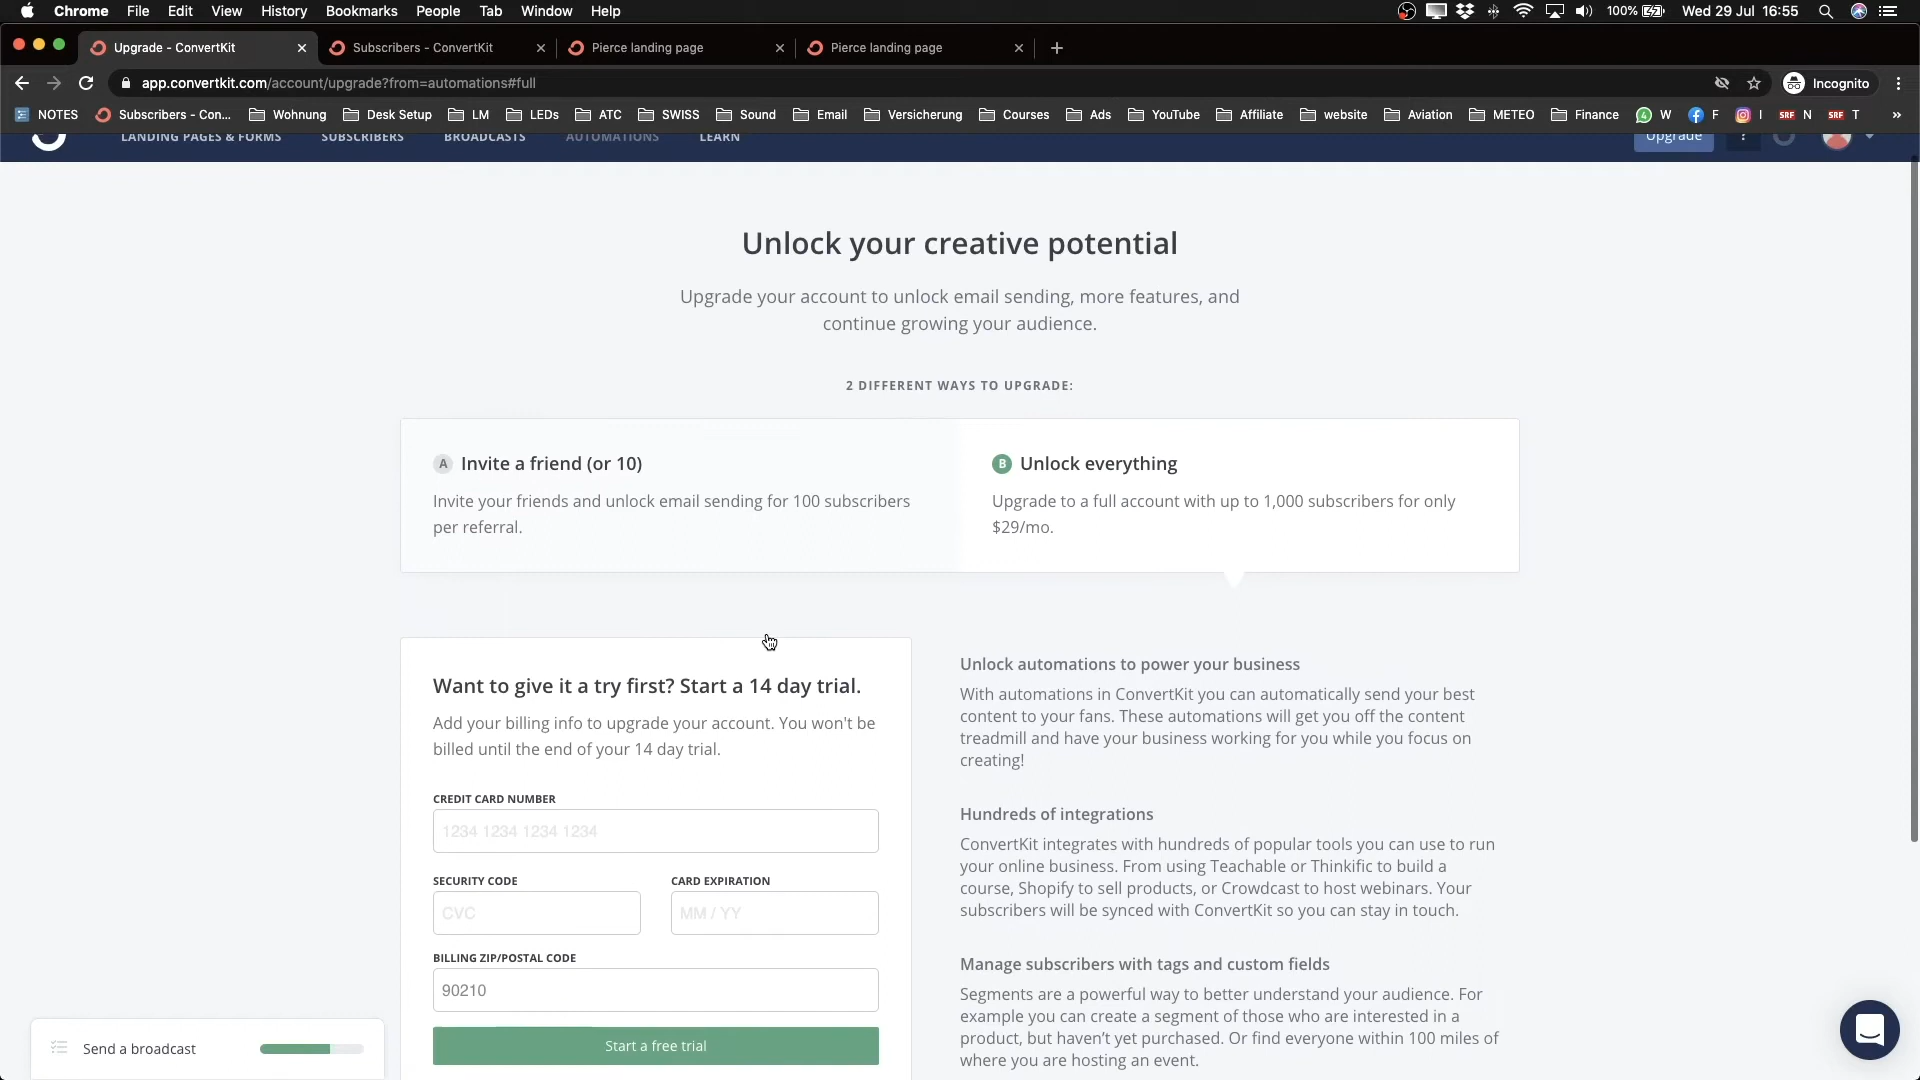 Chrome File Edit View History Bookmarks People Tab Window Help 100% Wed 29 Jul 16:55
Upgrade - ConvertKit Subscribers - ConvertKit Pierce landing page Pierce landing page
app.convertkit.com/account/upgrade?from=automations#full Incognito
NOTES Subscribers - Con... Wohnung Desk Setup LM LEDs ATC SWISS Sound Email Versicherung Courses Ads YouTube Affiliate website Aviation METEO Finance 4 W F I SRF N SRF T »
LANDING PAGES & FORMS SUBSCRIBERS BROADCASTS AUTOMATIONS LEARN Upgrade ?
Unlock your creative potential
Upgrade your account to unlock email sending, more features, and
continue growing your audience.
2 DIFFERENT WAYS TO UPGRADE:
A Invite a friend (or 10)
Invite your friends and unlock email sending for 100 subscribers
per referral.
B Unlock everything
Upgrade to a full account with up to 1,000 subscribers for only
$29/mo.
Want to give it a try first? Start a 14 day trial.
Add your billing info to upgrade your account. You won't be
billed until the end of your 14 day trial.
CREDIT CARD NUMBER
1234 1234 1234 1234
SECURITY CODE CARD EXPIRATION
CVC MM / YY
BILLING ZIP/POSTAL CODE
90210
Start a free trial
Unlock automations to power your business
With automations in ConvertKit you can automatically send your best
content to your fans. These automations will get you off the content
treadmill and have your business working for you while you focus on
creating!
Hundreds of integrations
ConvertKit integrates with hundreds of popular tools you can use to run
your online business. From using Teachable or Thinkific to build a
course, Shopify to sell products, or Crowdcast to host webinars. Your
subscribers will be synced with ConvertKit so you can stay in touch.
Manage subscribers with tags and custom fields
Segments are a powerful way to better understand your audience. For
example you can create a segment of those who are interested in a
product, but haven't yet purchased. Or find everyone within 100 miles of
where you are hosting an event.
Send a broadcast